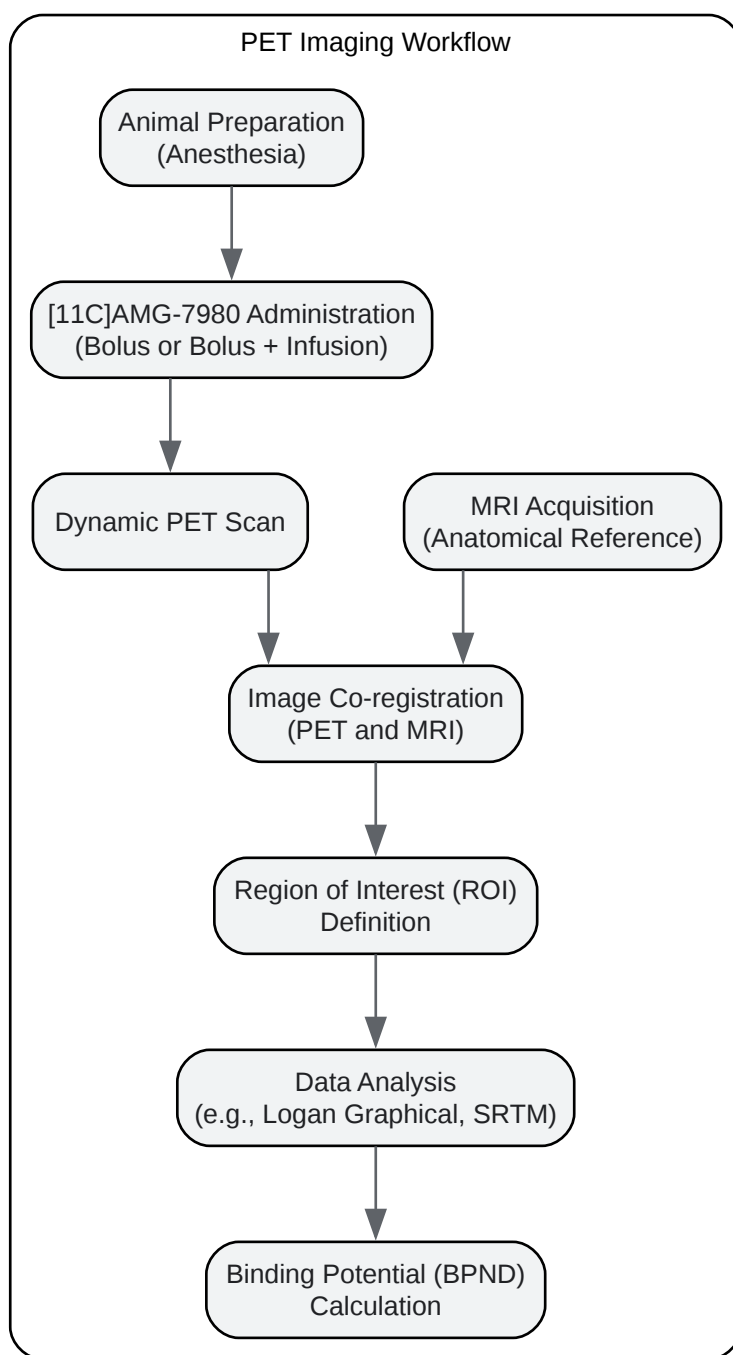 PET Imaging Workflow
Animal Preparation
(Anesthesia)
[11C]AMG-7980 Administration
(Bolus or Bolus + Infusion)
Dynamic PET Scan
MRI Acquisition
(Anatomical Reference)
Image Co-registration
(PET and MRI)
Region of Interest (ROI)
Definition
Data Analysis
(e.g., Logan Graphical, SRTM)
Binding Potential (BPND)
Calculation